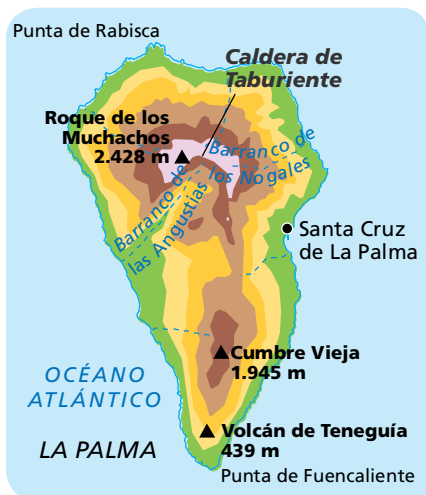 Punta de Rabisca
Caldera de
Taburiente
Roque de los
Muchachos
2.428 m
Barranco de
los Nogales
Barranco de
las Angustias
Santa Cruz
de La Palma
Cumbre Vieja
1.945 m
OCÉANO
ATLÁNTICO
LA PALMA
Volcán de Teneguía
439 m
Punta de Fuencaliente